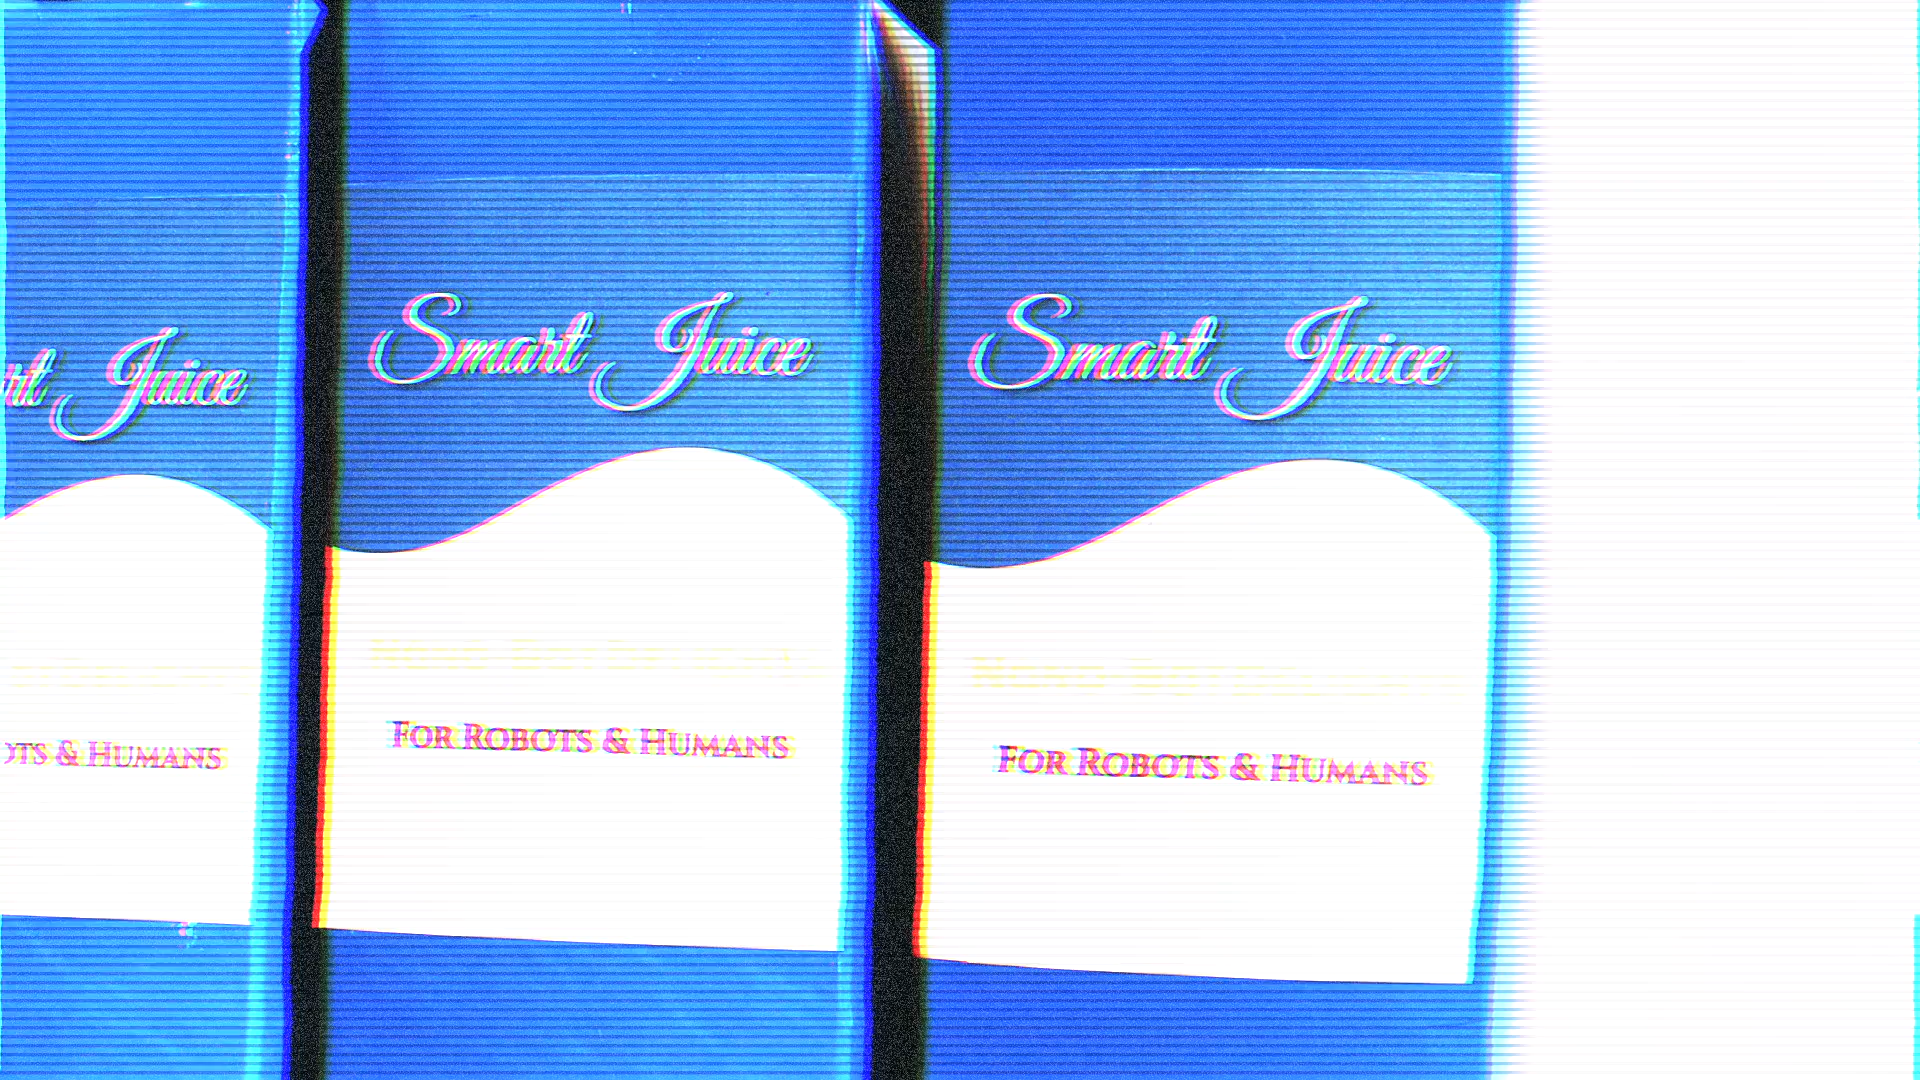 rt Juice
ots & Humans
Smart Juice
For Robots & Humans
Smart Juice
For Robots & Humans